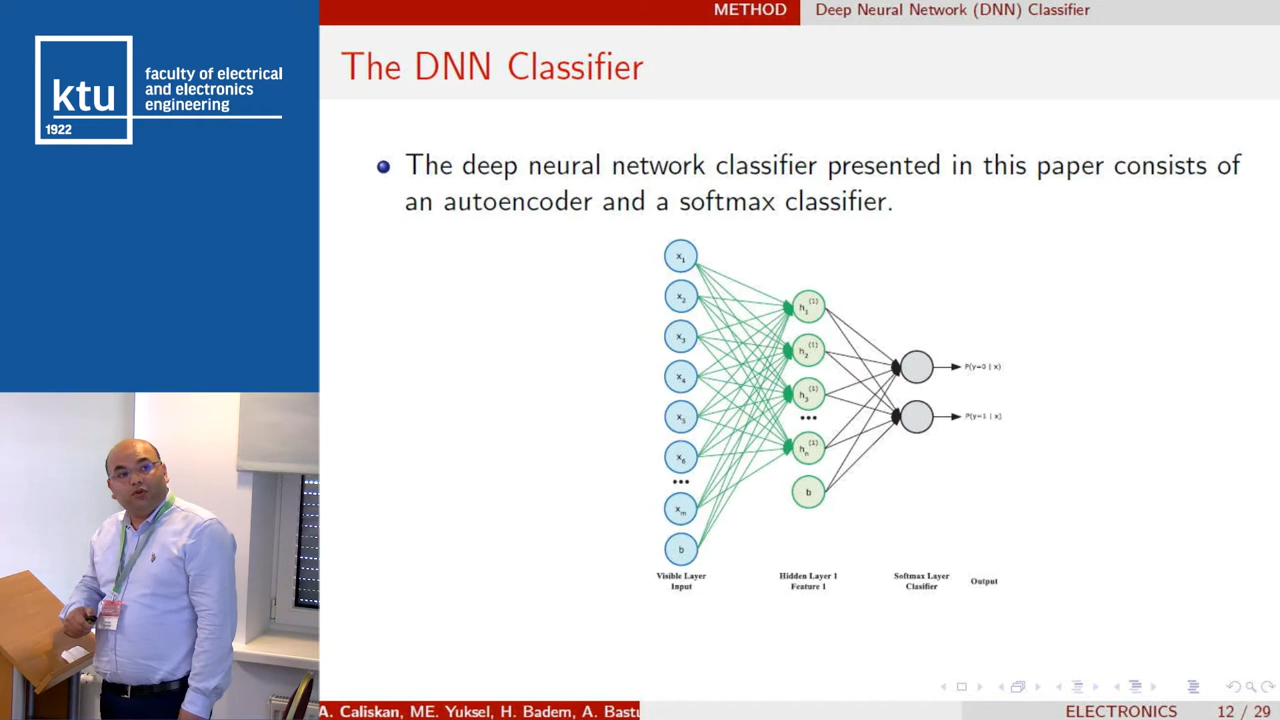 METHOD Deep Neural Network (DNN) Classifier
ktu
1922
faculty of electrical
and electronics
engineering
The DNN Classifier
The deep neural network classifier presented in this paper consists of
an autoencoder and a softmax classifier.
x1
x2
x3
x4
x5
x6
•••
xm
b
h1(1)
h2(1)
h3(1)
•••
hn(1)
b
P(y=0 | x)
P(y=1 | x)
Visible Layer
Input
Hidden Layer 1
Feature 1
Softmax Layer
Clasifier
Output
A. Caliskan, ME. Yuksel, H. Badem, A. Bastu
ELECTRONICS 12 / 29